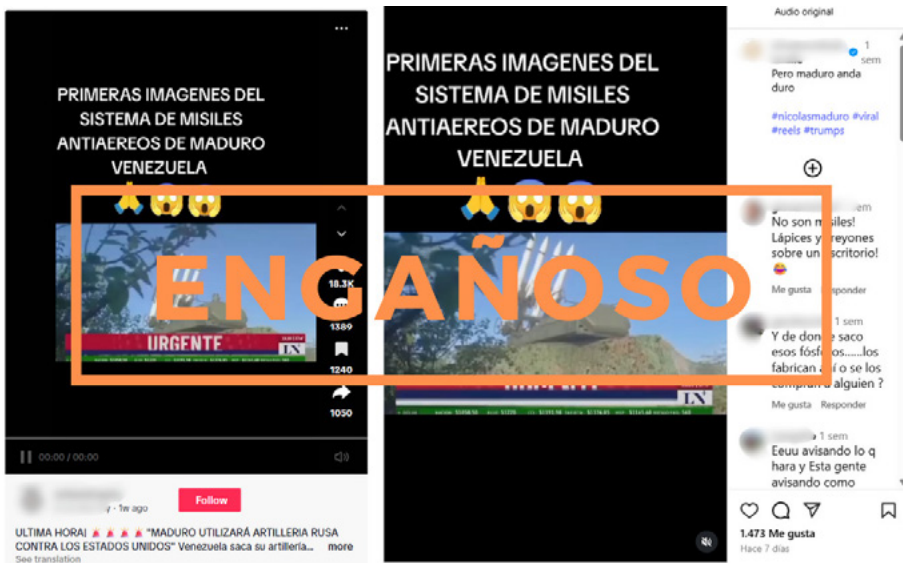 PRIMERAS IMAGENES DEL
SISTEMA DE MISILES
ANTIAEREOS DE MADURO
VENEZUELA
URGENTE
LN
18.3K
1389
1240
1050
00:00 / 00:00
1w ago
Follow
ULTIMA HORA! "MADURO UTILIZARÁ ARTILLERIA RUSA
CONTRA LOS ESTADOS UNIDOS" Venezuela saca su artillería... more
See translation
PRIMERAS IMAGENES DEL
SISTEMA DE MISILES
ANTIAEREOS DE MADURO
VENEZUELA
LN
ENGAÑOSO
Audio original
1
sem
Pero maduro anda
duro
#nicolasmaduro #viral
#reels #trumps
sem
No son misiles!
Lápices y creyones
sobre un escritorio!
Me gusta Responder
1 sem
Y de donde saco
esos fósforos......los
fabrican ahí o se los
compran a alguien ?
Me gusta Responder
1 sem
Eeuu avisando lo q
hara y Esta gente
avisando como
1.473 Me gusta
Hace 7 días